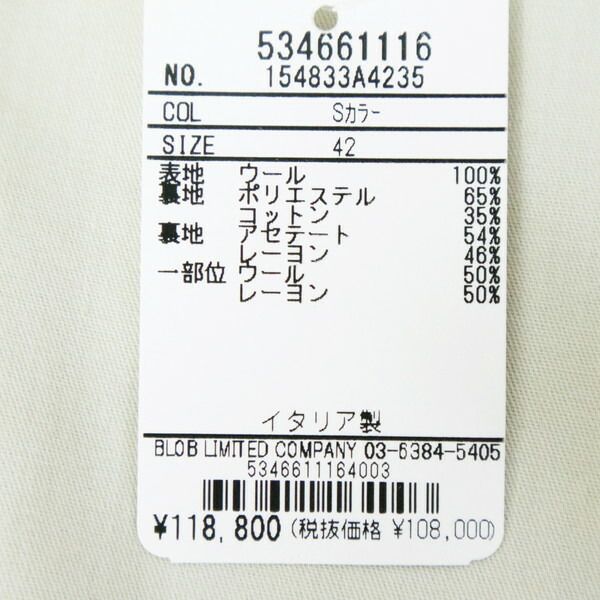 534661116
NO. 154833A4235
COL Sカラー
SIZE 42
表地 ウール 100%
裏地 ポリエステル 65%
コットン 35%
裏地 アセテート 54%
レーヨン 46%
一部位 ウール 50%
レーヨン 50%
イタリア製
BLOB LIMITED COMPANY 03-6384-5405
5346611164003
¥118,800 (税抜価格 ¥108,000)